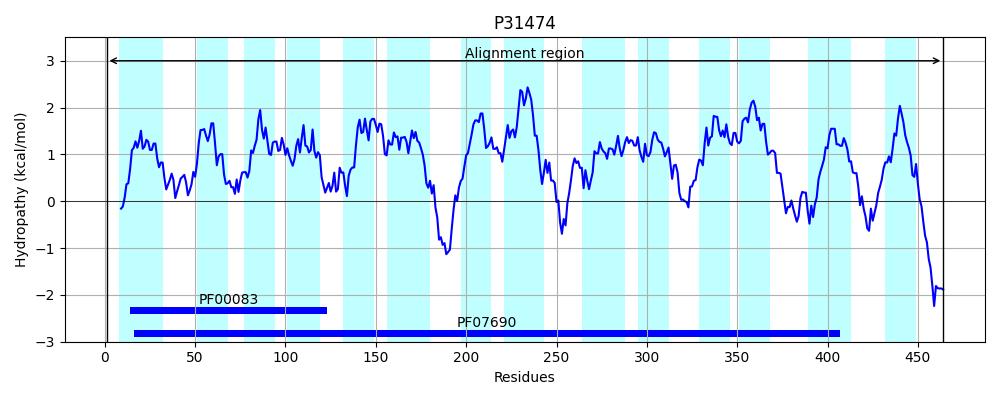 P31474
Alignment region
Hydropathy (kcal/mol)
3
2
1
0
−1
−2
−3
PF00083
PF07690
0 50 100 150 200 250 300 350 400 450
Residues